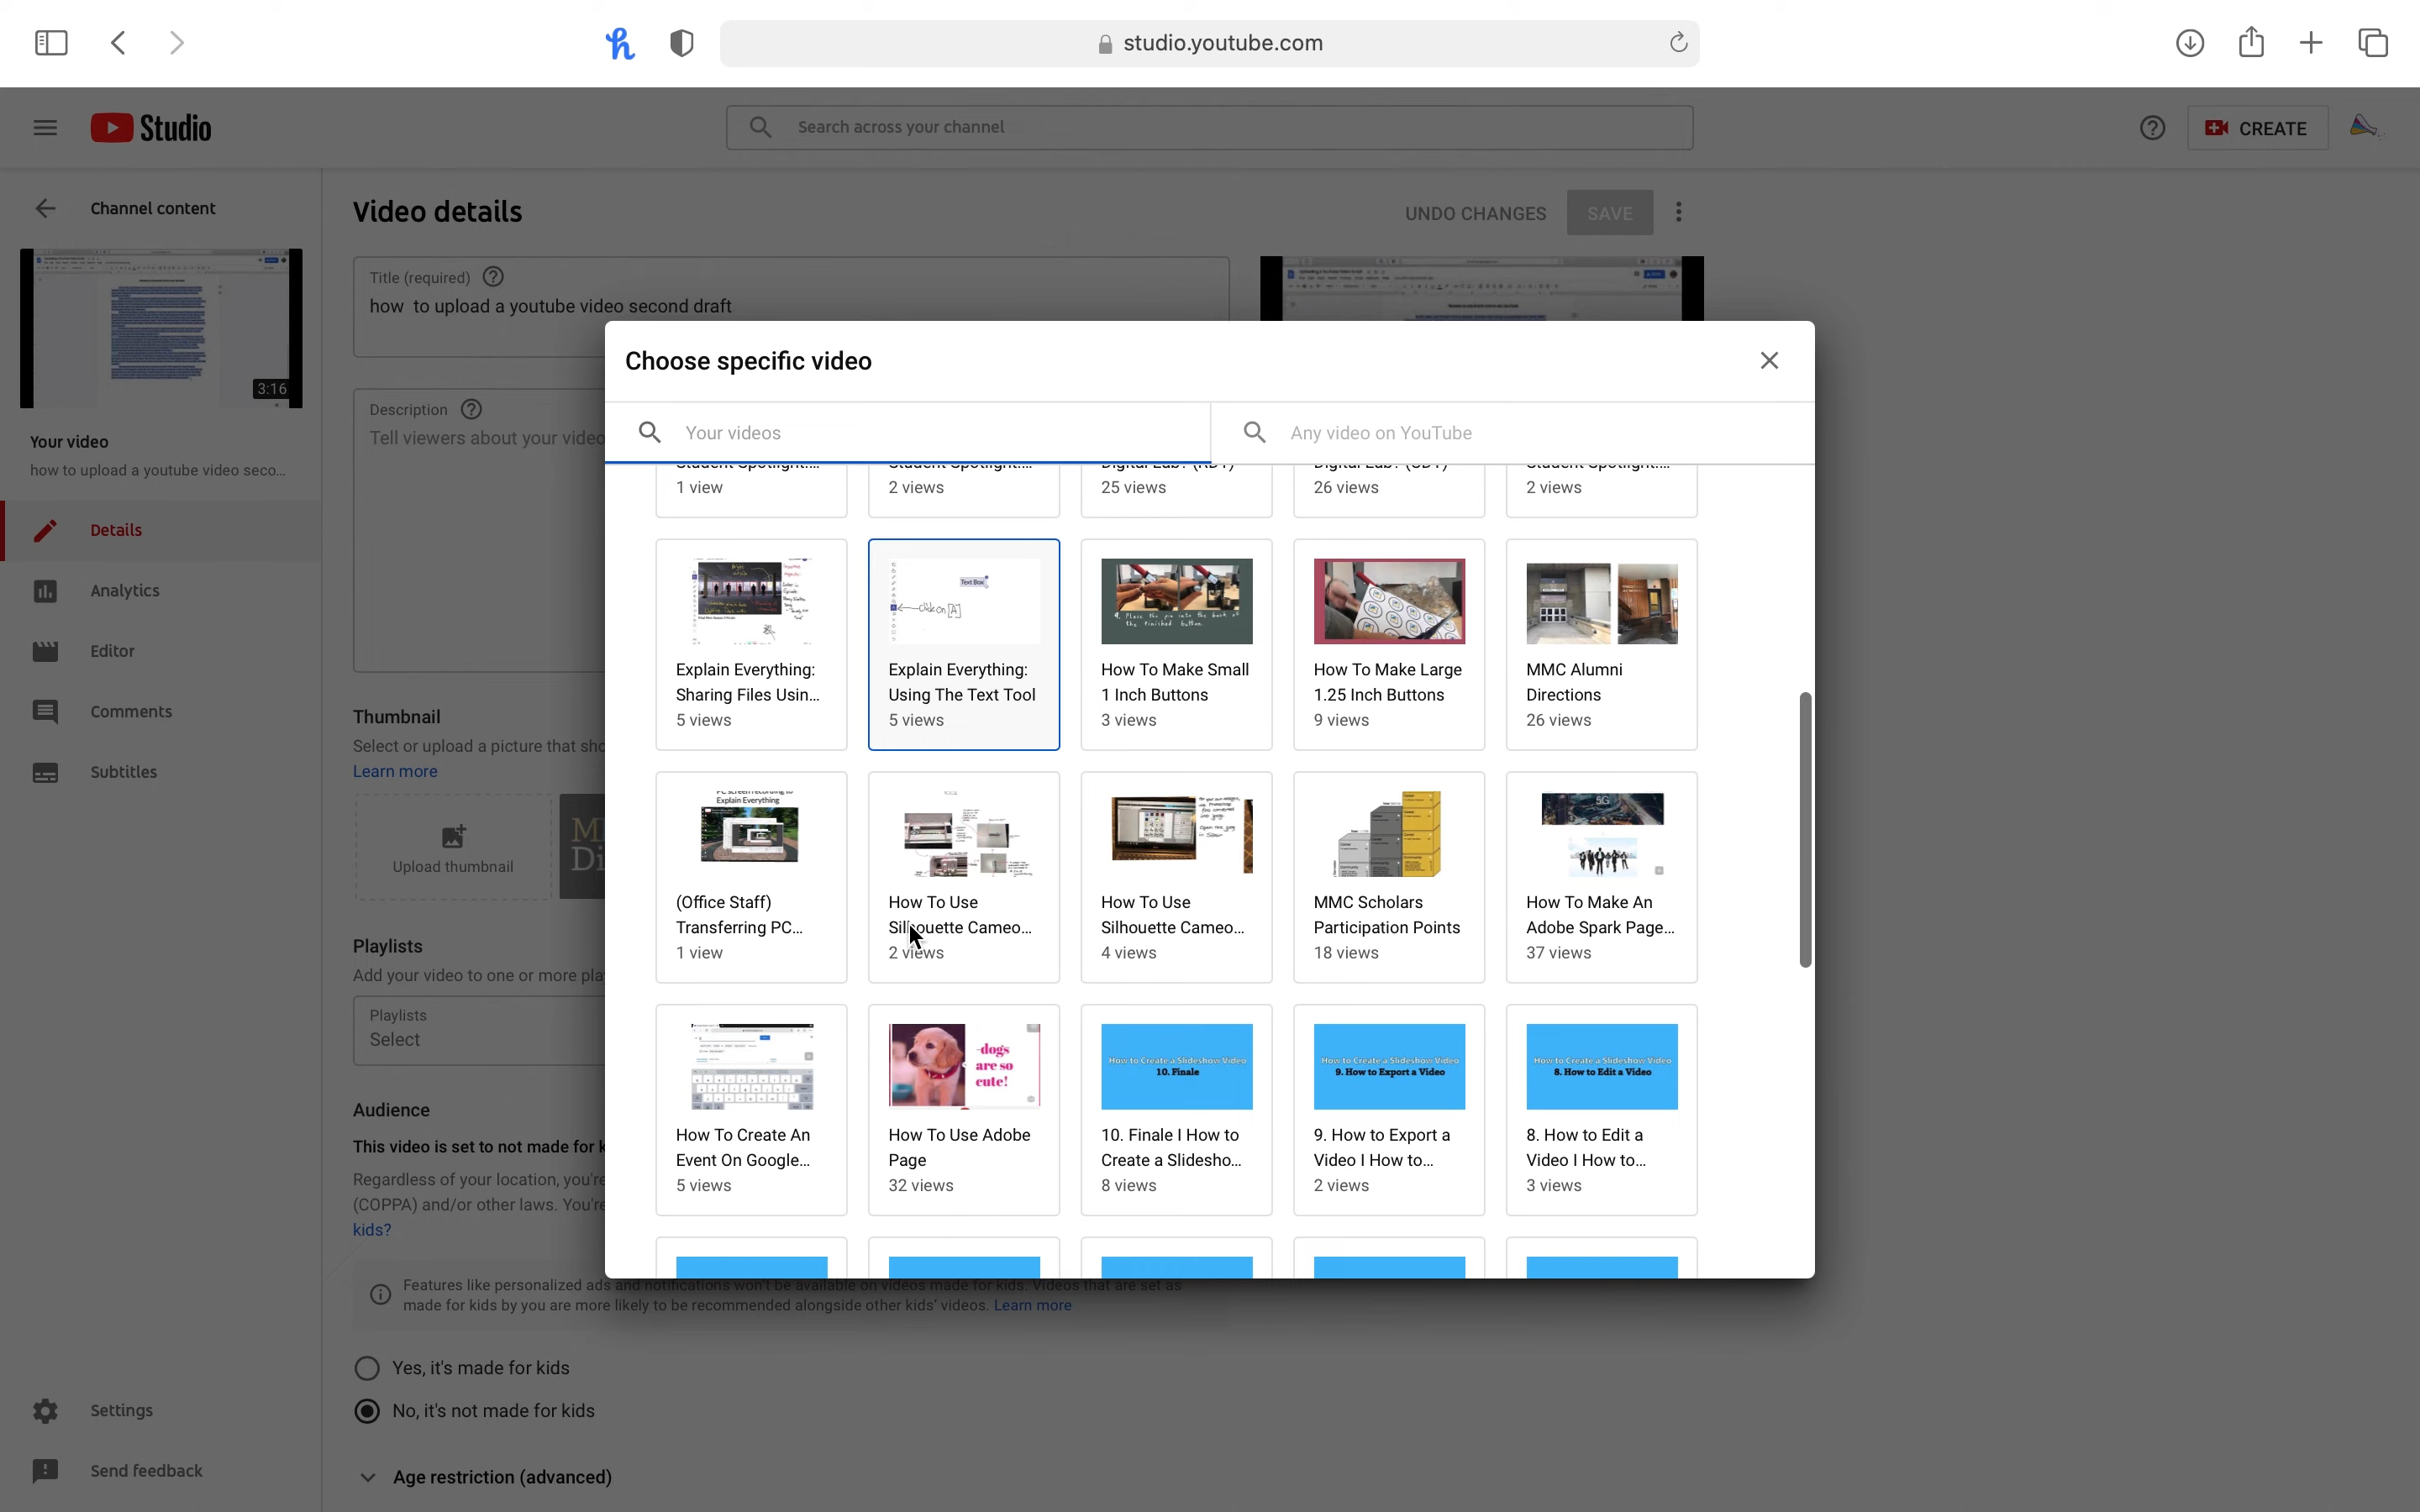 studio.youtube.com
Studio
Search across your channel
CREATE
Channel content
3:16
Your video
how to upload a youtube video seco...
Details
Analytics
Editor
Comments
Subtitles
Settings
Send feedback
Video details
UNDO CHANGES
SAVE
Title (required)
how to upload a youtube video second draft
Description
Tell viewers about your video
Thumbnail
Select or upload a picture that
Learn more
Upload thumbnail
Playlists
Add your video to one or more
Playlists
Select
Audience
This video is set to not made for
Regardless of your location, you're
(COPPA) and/or other laws. You're
kids?
Features like personalized ads and notifications won't be available on videos made for kids. Videos that are set as
made for kids by you are more likely to be recommended alongside other kids' videos. Learn more
Yes, it's made for kids
No, it's not made for kids
Age restriction (advanced)
Choose specific video
Your videos
Any video on YouTube
Student Spotlight:...
Student Spotlight:...
Digital Lab?
Digital Lab?
Student Spotlight:...
1 view
2 views
25 views
26 views
2 views
Text Box
click on [A]
Explain Everything:
Sharing Files Usin...
5 views
Explain Everything:
Using The Text Tool
5 views
How To Make Small
1 Inch Buttons
3 views
How To Make Large
1.25 Inch Buttons
9 views
MMC Alumni
Directions
26 views
PC screen recording to
Explain Everything
5G
(Office Staff)
Transferring PC...
1 view
How To Use
Silhouette Cameo...
2 views
How To Use
Silhouette Cameo...
4 views
MMC Scholars
Participation Points
18 views
How To Make An
Adobe Spark Page...
37 views
-dogs
are so
cute!
How to Create a Slideshow Video
10. Finale
How to Create a Slideshow Video
9. How to Export a Video
How to Create a Slideshow Video
8. How to Edit a Video
How To Create An
Event On Google...
5 views
How To Use Adobe
Page
32 views
10. Finale I How to
Create a Slidesho...
8 views
9. How to Export a
Video I How to...
2 views
8. How to Edit a
Video I How to...
3 views